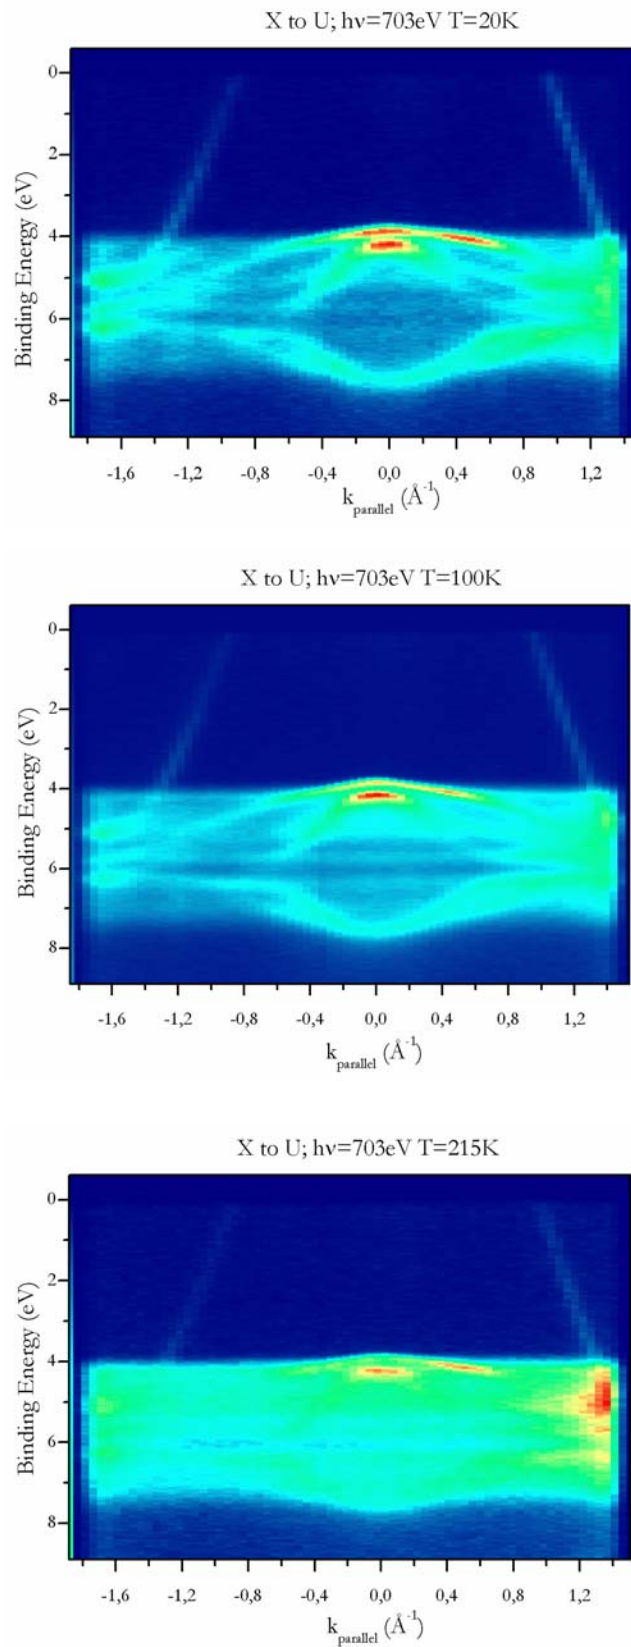 X to U; hν=703eV T=20K
0
2
4
6
8
Binding Energy (eV)
-1,6 -1,2 -0,8 -0,4 0,0 0,4 0,8 1,2
k_parallel (Å^-1)
X to U; hν=703eV T=100K
0
2
4
6
8
Binding Energy (eV)
-1,6 -1,2 -0,8 -0,4 0,0 0,4 0,8 1,2
k_parallel (Å^-1)
X to U; hν=703eV T=215K
0
2
4
6
8
Binding Energy (eV)
-1,6 -1,2 -0,8 -0,4 0,0 0,4 0,8 1,2
k_parallel (Å^-1)